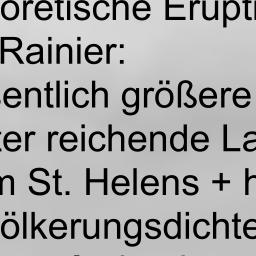 oretische Erupti
Rainier:
sentlich größere
ter reichende La
m St. Helens + h
ölkerungsdichte